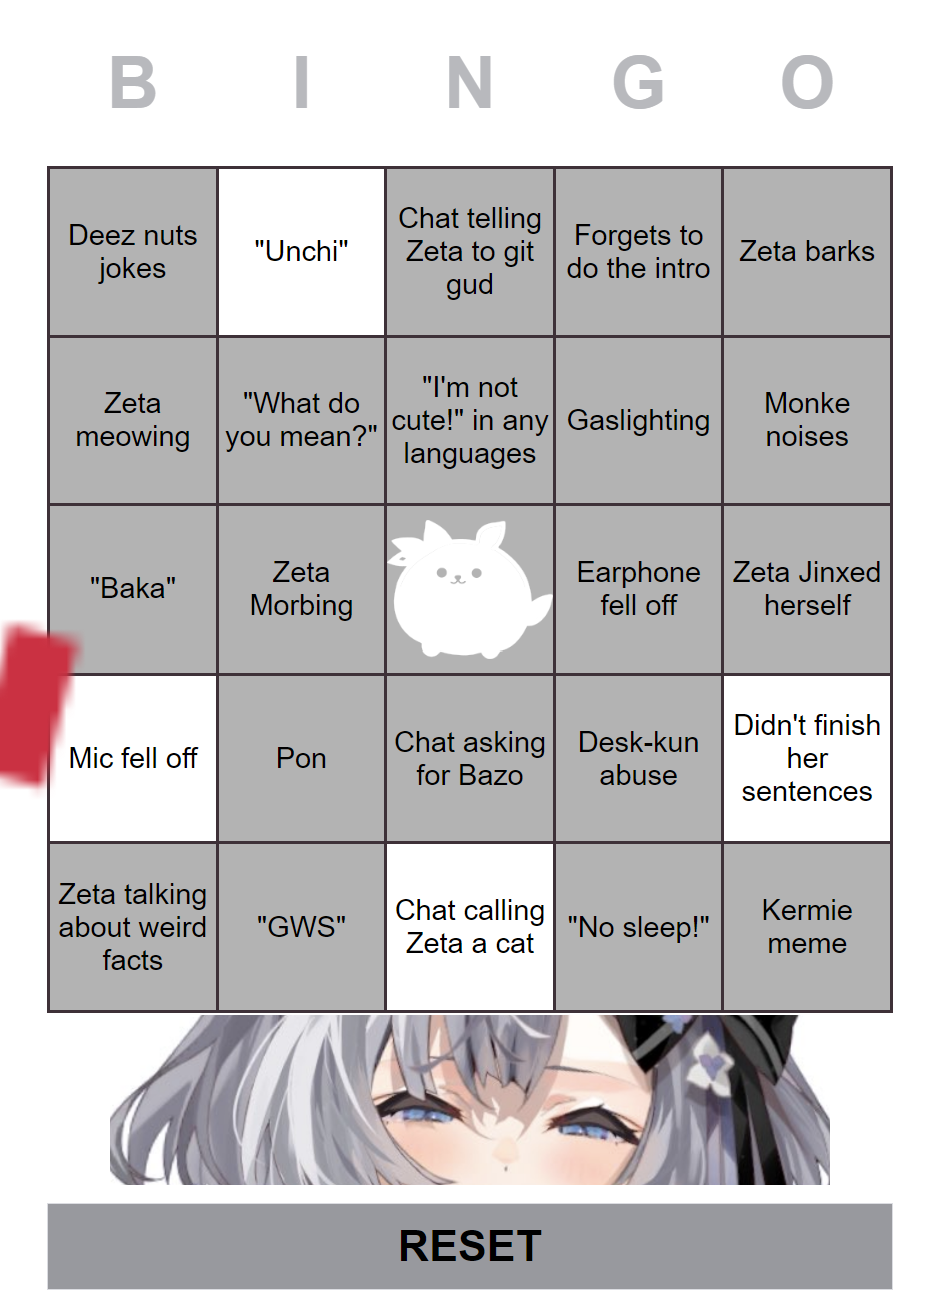 B I N G O
Deez nuts
jokes
"Unchi"
Chat telling
Zeta to git
gud
Forgets to
do the intro
Zeta barks
Zeta
meowing
"What do
you mean?"
"I'm not
cute!" in any
languages
Gaslighting
Monke
noises
"Baka"
Zeta
Morbing
Earphone
fell off
Zeta Jinxed
herself
Mic fell off
Pon
Chat asking
for Bazo
Desk-kun
abuse
Didn't finish
her
sentences
Zeta talking
about weird
facts
"GWS"
Chat calling
Zeta a cat
"No sleep!"
Kermie
meme
RESET